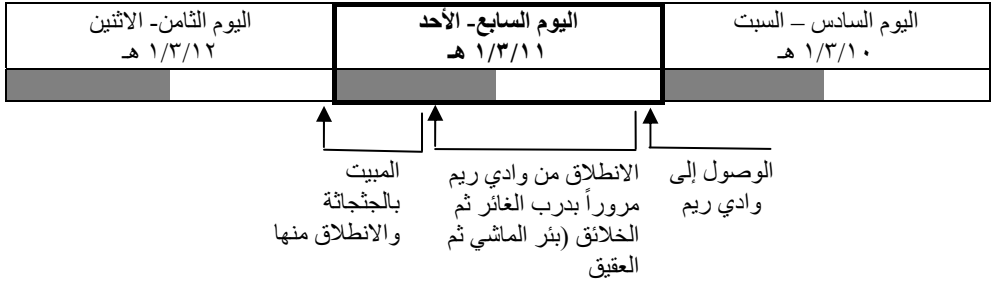 اليوم السادس – السبت
١/٣/١٠ هـ
اليوم السابع- الأحد
١/٣/١١ هـ
اليوم الثامن- الاثنين
١/٣/١٢ هـ
الوصول إلى
وادي ريم
الانطلاق من وادي ريم
مروراً بدرب الغائر ثم
الخلائق (بئر الماشي ثم
العقيق
المبيت
بالجثجاثة
والانطلاق منها